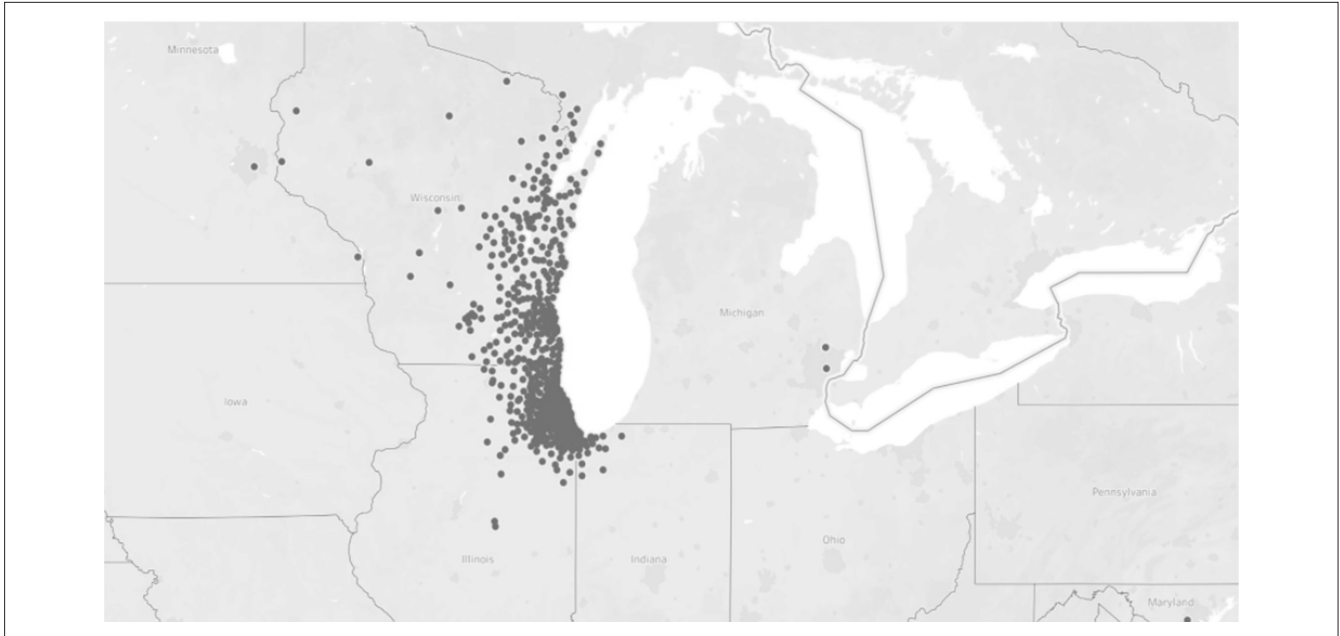 Minnesota
Wisconsin
Michigan
Iowa
Pennsylvania
Ohio
Illinois
Indiana
Maryland